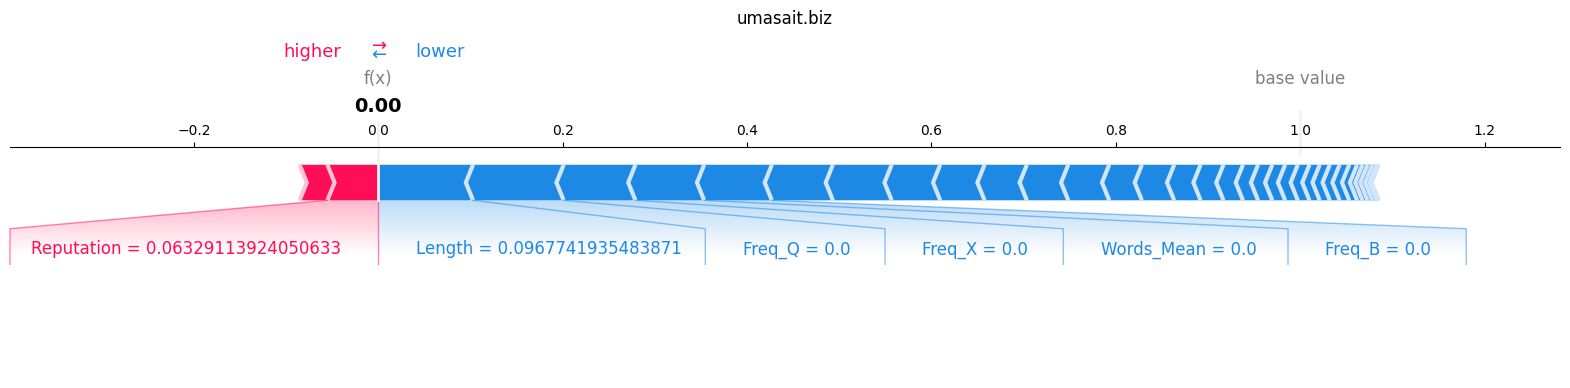 umasait.biz
higher ⇄ lower
f(x) base value
0.00
−0.2 0.0 0.2 0.4 0.6 0.8 1.0 1.2
Reputation = 0.06329113924050633 Length = 0.0967741935483871 Freq_Q = 0.0 Freq_X = 0.0 Words_Mean = 0.0 Freq_B = 0.0